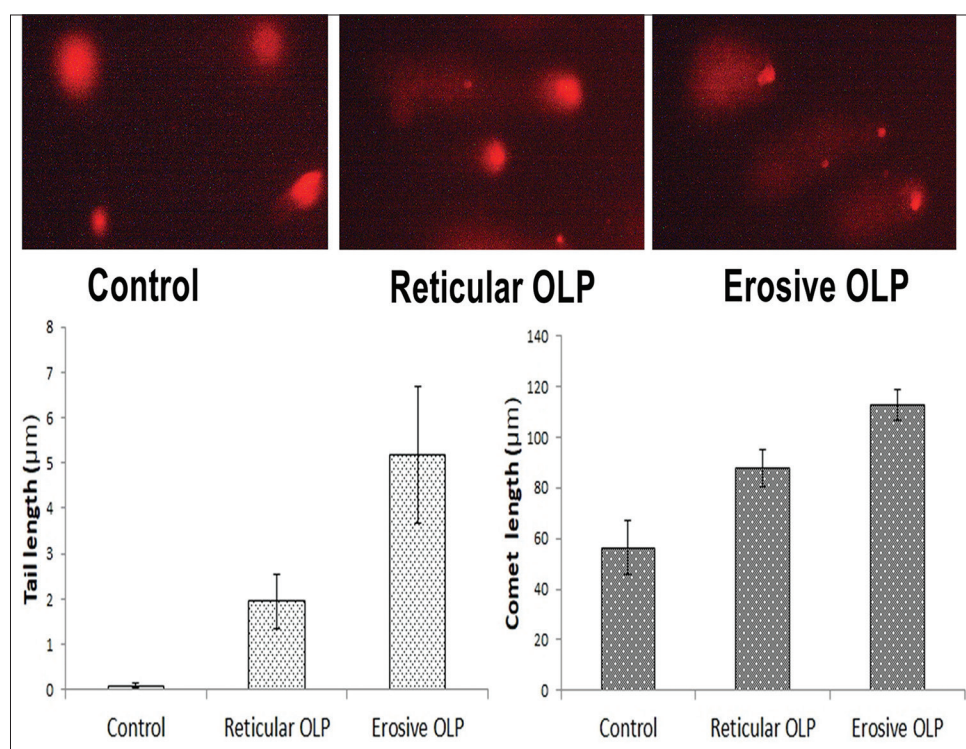 Control
Reticular OLP
Erosive OLP
Tail length (µm)
8
7
6
5
4
3
2
1
0
Control
Reticular OLP
Erosive OLP
Comet length (µm)
140
120
100
80
60
40
20
0
Control
Reticular OLP
Erosive OLP